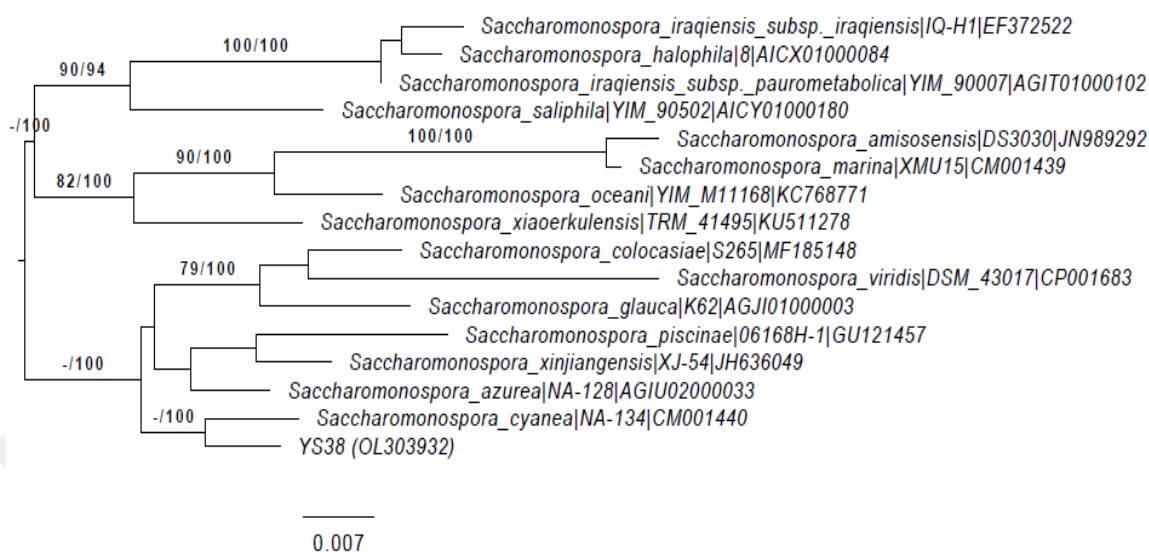 Saccharomonospora_iraqiensis_subsp._iraqiensis|IQ-H1|EF372522
100/100
Saccharomonospora_halophila|8|AICX01000084
90/94
Saccharomonospora_iraqiensis_subsp._paurometabolica|YIM_90007|AGIT01000102
Saccharomonospora_saliphila|YIM_90502|AICY01000180
-/100
100/100
Saccharomonospora_amisosensis|DS3030|JN989292
90/100
Saccharomonospora_marina|XMU15|CM001439
82/100
Saccharomonospora_oceani|YIM_M11168|KC768771
Saccharomonospora_xiaoerkulensis|TRM_41495|KU511278
Saccharomonospora_colocasiae|S265|MF185148
79/100
Saccharomonospora_viridis|DSM_43017|CP001683
Saccharomonospora_glauca|K62|AGJI01000003
Saccharomonospora_piscinae|06168H-1|GU121457
-/100
Saccharomonospora_xinjiangensis|XJ-54|JH636049
Saccharomonospora_azurea|NA-128|AGIU02000033
-/100
Saccharomonospora_cyanea|NA-134|CM001440
YS38 (OL303932)
0.007